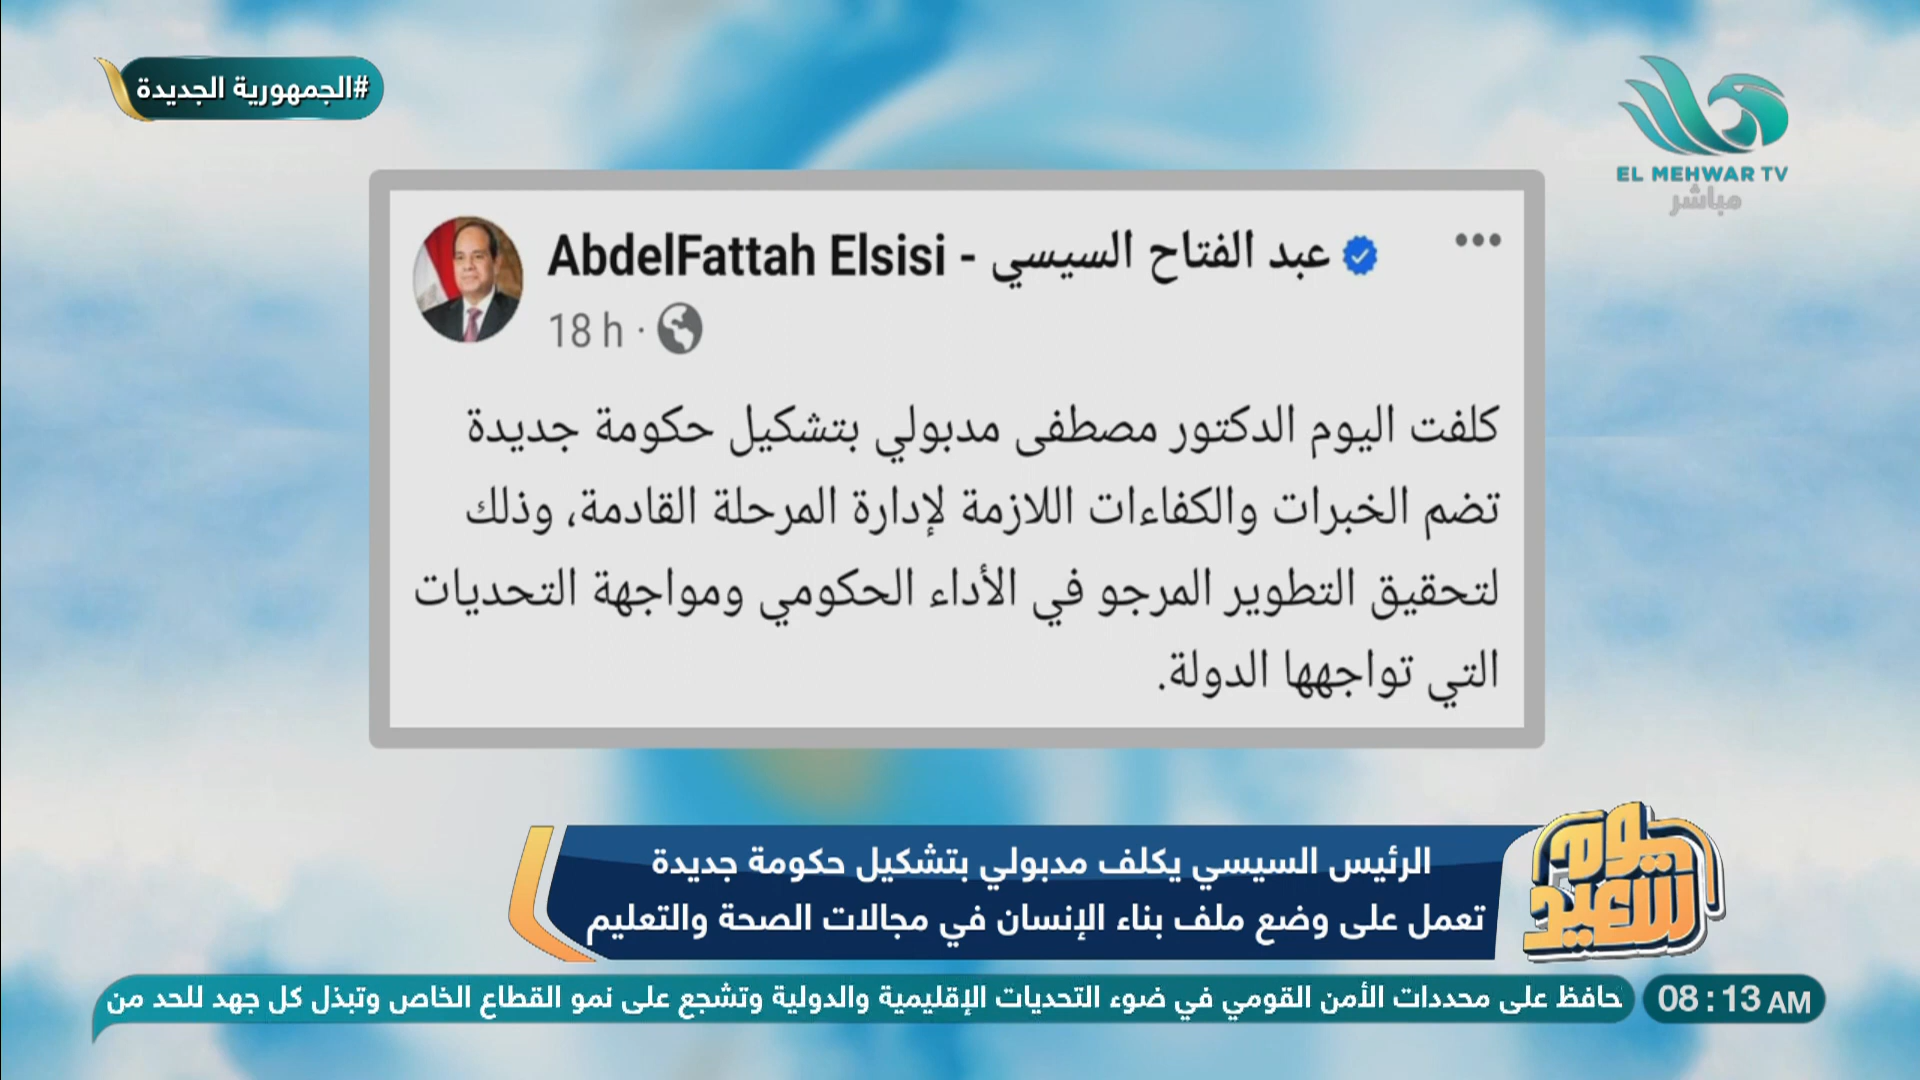 #الجمهورية الجديدة
EL MEHWAR TV
مباشر
AbdelFattah Elsisi - عبد الفتاح السيسي
18 h ·
كلفت اليوم الدكتور مصطفى مدبولي بتشكيل حكومة جديدة
تضم الخبرات والكفاءات اللازمة لإدارة المرحلة القادمة، وذلك
لتحقيق التطوير المرجو في الأداء الحكومي ومواجهة التحديات
التي تواجهها الدولة.
الرئيس السيسي يكلف مدبولي بتشكيل حكومة جديدة
تعمل على وضع ملف بناء الإنسان في مجالات الصحة والتعليم
يوم
سعيد
حافظ على محددات الأمن القومي في ضوء التحديات الإقليمية والدولية وتشجع على نمو القطاع الخاص وتبذل كل جهد للحد من
08:13 AM